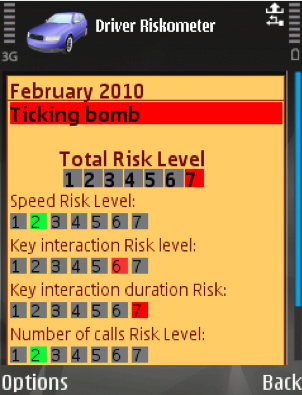 Driver Riskometer
3G
February 2010
Ticking bomb
Total Risk Level
1 2 3 4 5 6 7
Speed Risk Level:
1 2 3 4 5 6 7
Key interaction Risk level:
1 2 3 4 5 6 7
Key interaction duration Risk:
1 2 3 4 5 6 7
Number of calls Risk Level:
1 2 3 4 5 6 7
Options Back